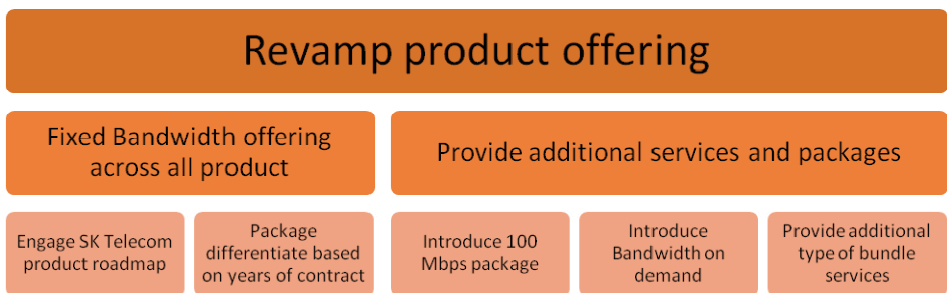 Revamp product offering
Fixed Bandwidth offering
across all product
Provide additional services and packages
Engage SK Telecom
product roadmap
Package
differentiate based
on years of contract
Introduce 100
Mbps package
Introduce
Bandwidth on
demand
Provide additional
type of bundle
services